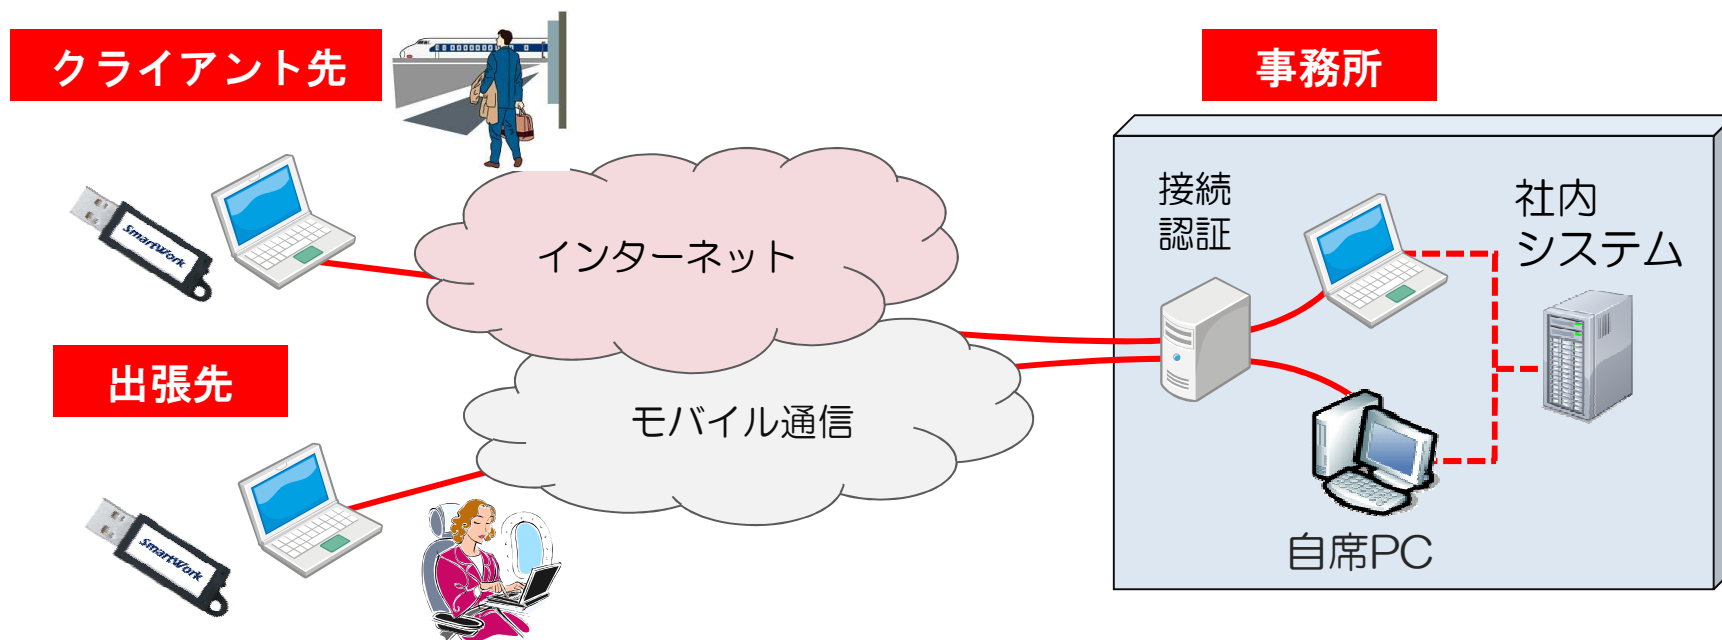 クライアント先
事務所
接続
認証
社内
システム
SmartWork
インターネット
出張先
モバイル通信
SmartWork
自席PC